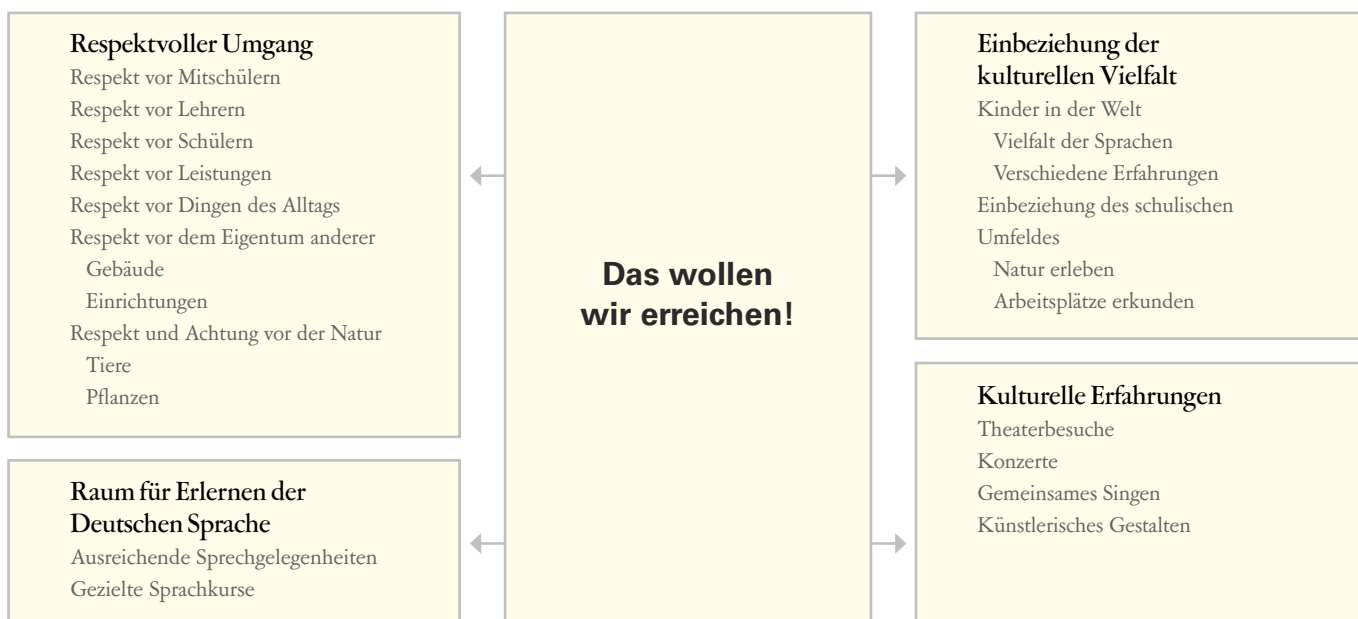 Respektvoller Umgang
Respekt vor Mitschülern
Respekt vor Lehrern
Respekt vor Schülern
Respekt vor Leistungen
Respekt vor Dingen des Alltags
Respekt vor dem Eigentum anderer
Gebäude
Einrichtungen
Respekt und Achtung vor der Natur
Tiere
Pflanzen
Raum für Erlernen der
Deutschen Sprache
Ausreichende Sprechgelegenheiten
Gezielte Sprachkurse
Das wollen
wir erreichen!
Einbeziehung der
kulturellen Vielfalt
Kinder in der Welt
Vielfalt der Sprachen
Verschiedene Erfahrungen
Einbeziehung des schulischen
Umfeldes
Natur erleben
Arbeitsplätze erkunden
Kulturelle Erfahrungen
Theaterbesuche
Konzerte
Gemeinsames Singen
Künstlerisches Gestalten